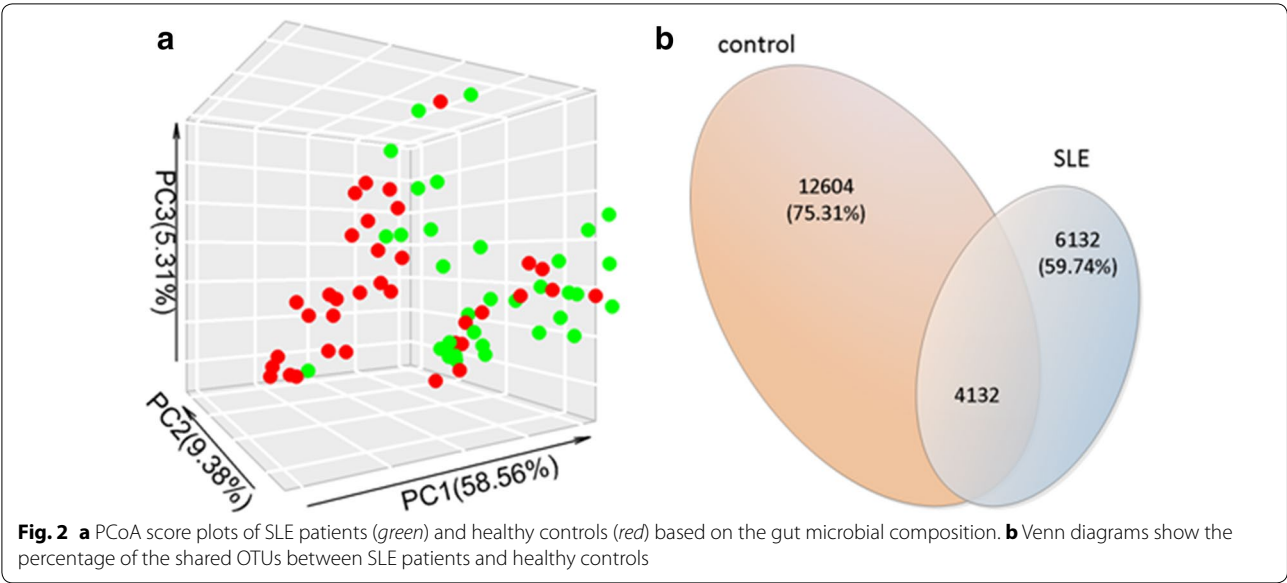 a
PC3(5.31%)
PC2(9.38%)
PC1(58.56%)
b
control
SLE
12604
(75.31%)
6132
(59.74%)
4132
Fig. 2 a PCoA score plots of SLE patients (green) and healthy controls (red) based on the gut microbial composition. b Venn diagrams show the
percentage of the shared OTUs between SLE patients and healthy controls